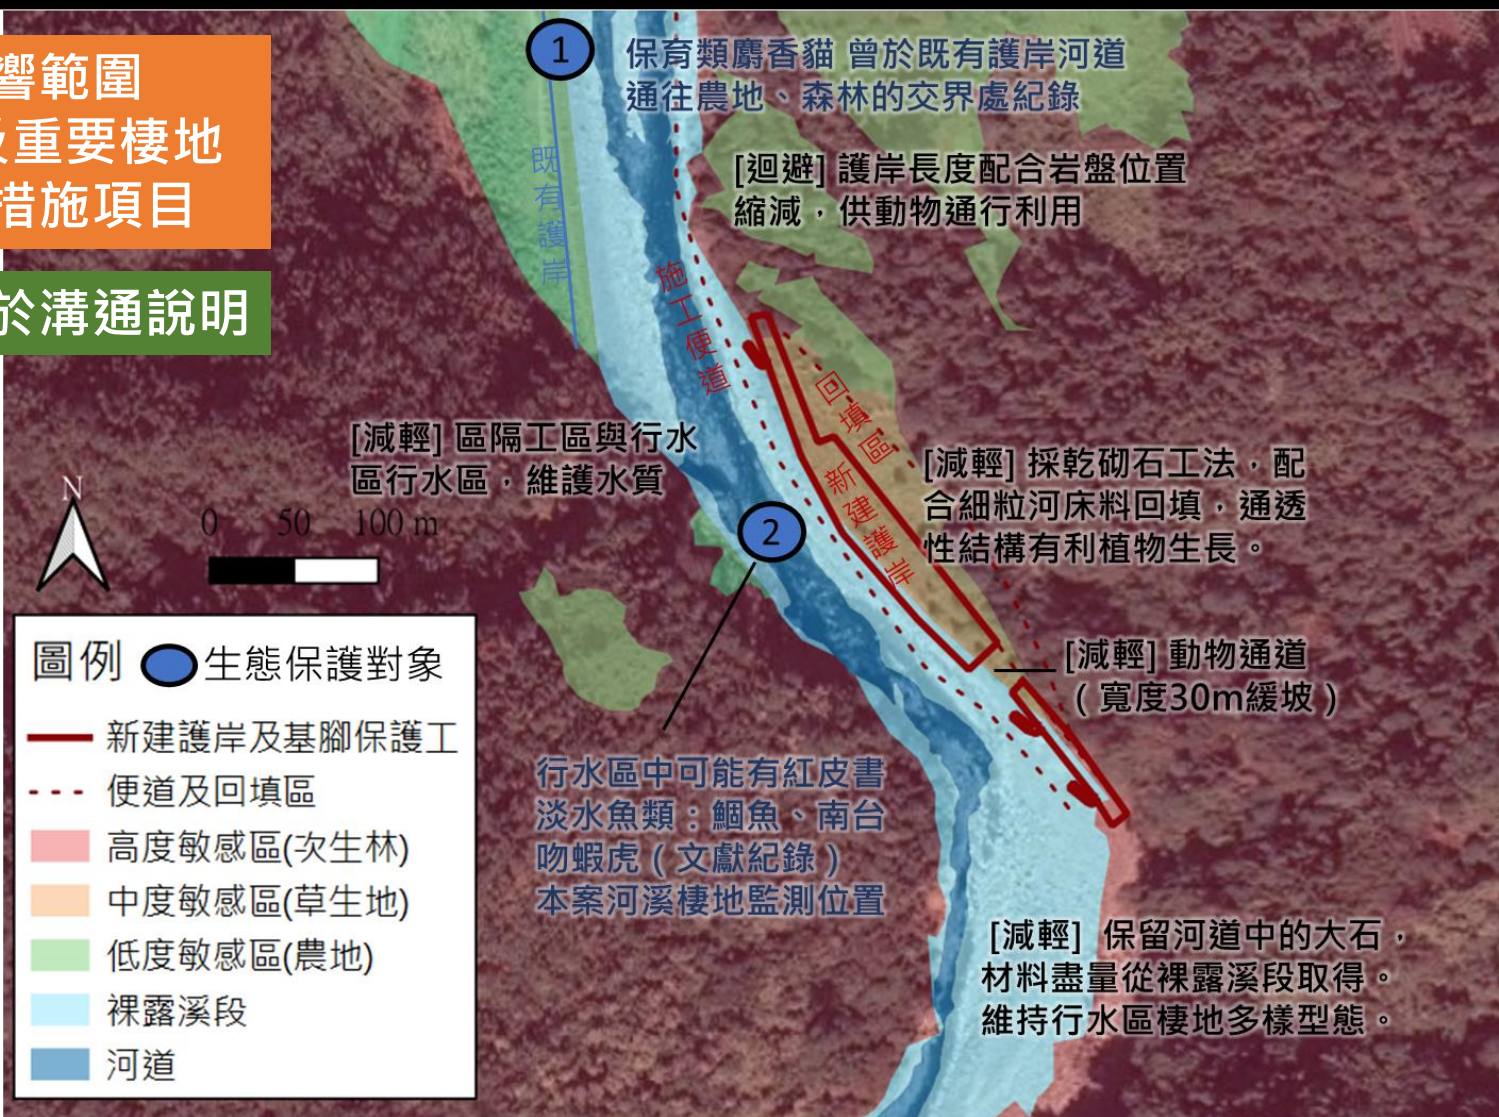 響範圍
及重要棲地
措施項目
於溝通說明
1
保育類麝香貓 曾於既有護岸河道
通往農地、森林的交界處紀錄
[迴避] 護岸長度配合岩盤位置
縮減，供動物通行利用
既有護岸
施工便道
回填區
新建護岸
[減輕] 區隔工區與行水
區行水區，維護水質
[減輕] 採乾砌石工法，配
合細粒河床料回填，通透
性結構有利植物生長。
N
0 50 100 m
2
[減輕] 動物通道
（寬度30m緩坡）
行水區中可能有紅皮書
淡水魚類：鯝魚、南台
吻蝦虎（文獻紀錄）
本案河溪棲地監測位置
[減輕] 保留河道中的大石，
材料盡量從裸露溪段取得。
維持行水區棲地多樣型態。
圖例 生態保護對象
新建護岸及基腳保護工
便道及回填區
高度敏感區(次生林)
中度敏感區(草生地)
低度敏感區(農地)
裸露溪段
河道